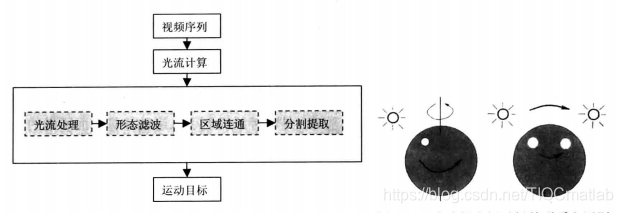 视频序列
光流计算
光流处理
形态滤波
区域连通
分割提取
运动目标
https://blog.csdn.net/TIQCmatlab